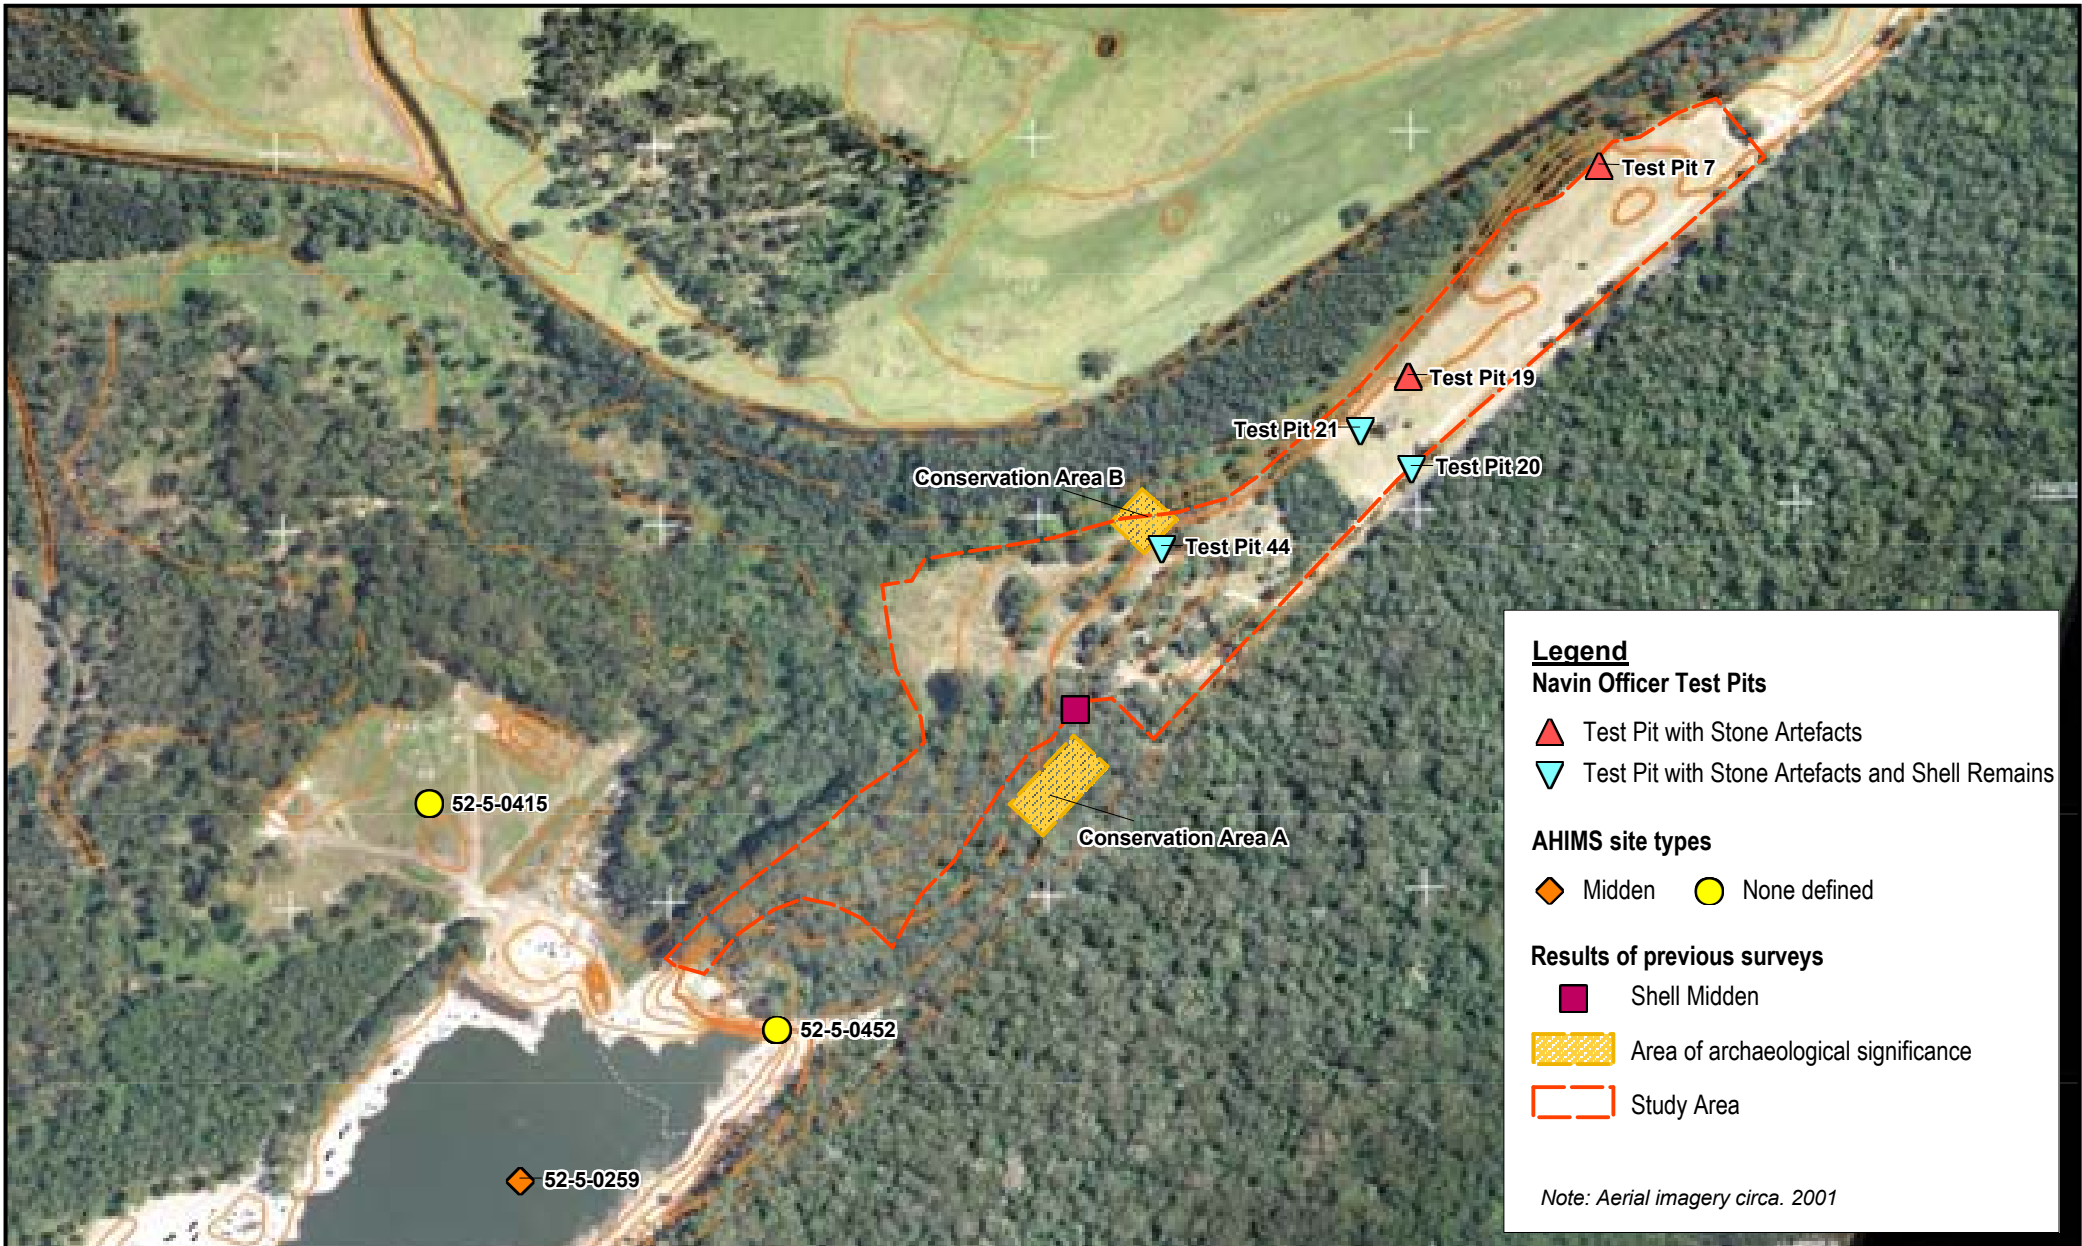 Test Pit 7
Test Pit 19
Test Pit 21
Test Pit 20
Conservation Area B
Test Pit 44
52-5-0415
Conservation Area A
52-5-0452
52-5-0259
Legend
Navin Officer Test Pits
Test Pit with Stone Artefacts
Test Pit with Stone Artefacts and Shell Remains
AHIMS site types
Midden
None defined
Results of previous surveys
Shell Midden
Area of archaeological significance
Study Area
Note: Aerial imagery circa. 2001